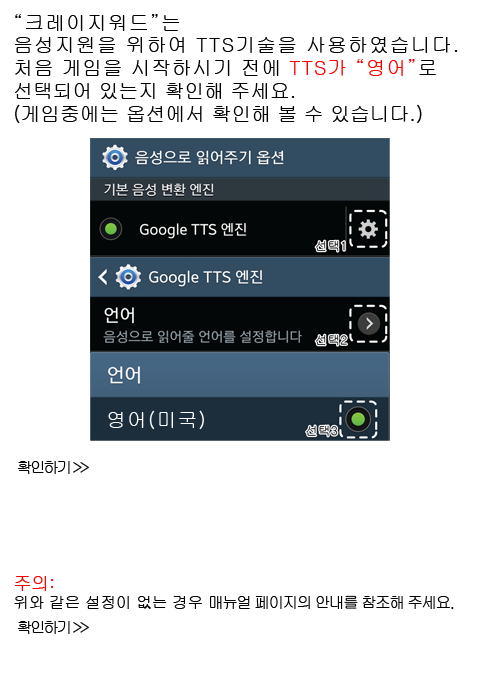 “크레이지워드”는
음성지원을 위하여 TTS기술을 사용하였습니다.
처음 게임을 시작하시기 전에 TTS가 “영어”로
선택되어 있는지 확인해 주세요.
(게임중에는 옵션에서 확인해 볼 수 있습니다.)
음성으로 읽어주기 옵션
기본 음성 변환 엔진
Google TTS 엔진
선택1
Google TTS 엔진
언어
음성으로 읽어줄 언어를 설정합니다
선택2
언어
영어(미국)
선택3
확인하기>>
주의:
위와 같은 설정이 없는 경우 매뉴얼 페이지의 안내를 참조해 주세요.
확인하기>>